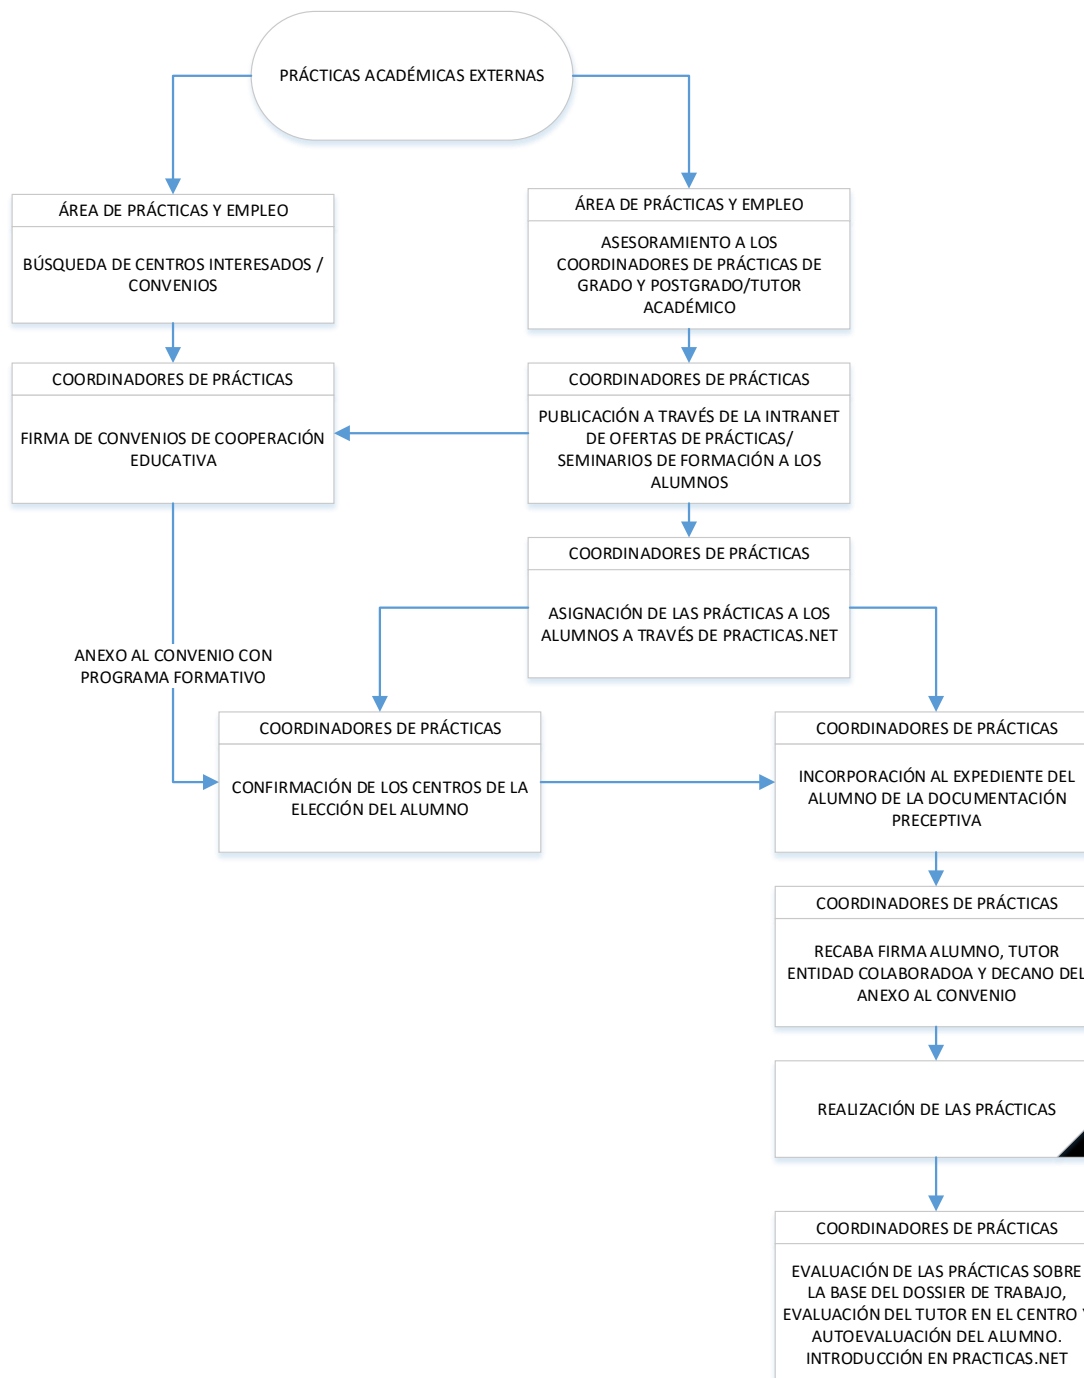 PRÁCTICAS ACADÉMICAS EXTERNAS
ÁREA DE PRÁCTICAS Y EMPLEO
BÚSQUEDA DE CENTROS INTERESADOS /
CONVENIOS
ÁREA DE PRÁCTICAS Y EMPLEO
ASESORAMIENTO A LOS
COORDINADORES DE PRÁCTICAS DE
GRADO Y POSTGRADO/TUTOR
ACADÉMICO
COORDINADORES DE PRÁCTICAS
FIRMA DE CONVENIOS DE COOPERACIÓN
EDUCATIVA
COORDINADORES DE PRÁCTICAS
PUBLICACIÓN A TRAVÉS DE LA INTRANET
DE OFERTAS DE PRÁCTICAS/
SEMINARIOS DE FORMACIÓN A LOS
ALUMNOS
COORDINADORES DE PRÁCTICAS
ASIGNACIÓN DE LAS PRÁCTICAS A LOS
ALUMNOS A TRAVÉS DE PRACTICAS.NET
ANEXO AL CONVENIO CON
PROGRAMA FORMATIVO
COORDINADORES DE PRÁCTICAS
CONFIRMACIÓN DE LOS CENTROS DE LA
ELECCIÓN DEL ALUMNO
COORDINADORES DE PRÁCTICAS
INCORPORACIÓN AL EXPEDIENTE DEL
ALUMNO DE LA DOCUMENTACIÓN
PRECEPTIVA
COORDINADORES DE PRÁCTICAS
RECABA FIRMA ALUMNO, TUTOR
ENTIDAD COLABORADOA Y DECANO DEL
ANEXO AL CONVENIO
REALIZACIÓN DE LAS PRÁCTICAS
COORDINADORES DE PRÁCTICAS
EVALUACIÓN DE LAS PRÁCTICAS SOBRE
LA BASE DEL DOSSIER DE TRABAJO,
EVALUACIÓN DEL TUTOR EN EL CENTRO Y
AUTOEVALUACIÓN DEL ALUMNO.
INTRODUCCIÓN EN PRACTICAS.NET